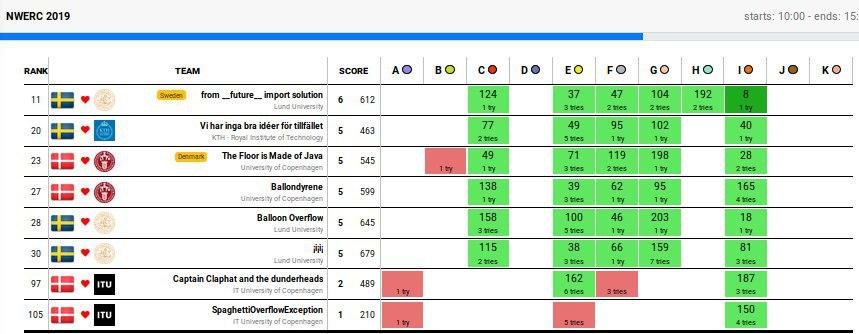 NWERC 2019 starts: 10:00 - ends: 15:
RANK TEAM SCORE A B C D E F G H I J K
11 Sweden from __future__ import solution 6 612 124 37 47 104 192 8
Lund University 1 try 3 tries 2 tries 2 tries 2 tries 1 try
20 Vi har inga bra idéer för tillfället 5 463 77 49 95 102 40
KTH - Royal Institute of Technology 2 tries 5 tries 1 try 1 try 1 try
23 Denmark The Floor is Made of Java 5 545 49 71 119 198 28
University of Copenhagen 1 try 1 try 3 tries 2 tries 1 try 2 tries
27 Ballondyrene 5 599 138 39 62 95 165
University of Copenhagen 1 try 3 tries 1 try 1 try 4 tries
28 Balloon Overflow 5 645 158 100 46 203 18
Lund University 3 tries 5 tries 1 try 1 try 1 try
30 5 679 115 38 66 159 81
Lund University 2 tries 3 tries 1 try 7 tries 3 tries
97 ITU Captain Claphat and the dunderheads 2 489 162 187
IT University of Copenhagen 1 try 6 tries 3 tries 3 tries
105 ITU SpaghettiOverflowException 1 210 150
IT University of Copenhagen 1 try 5 tries 4 tries